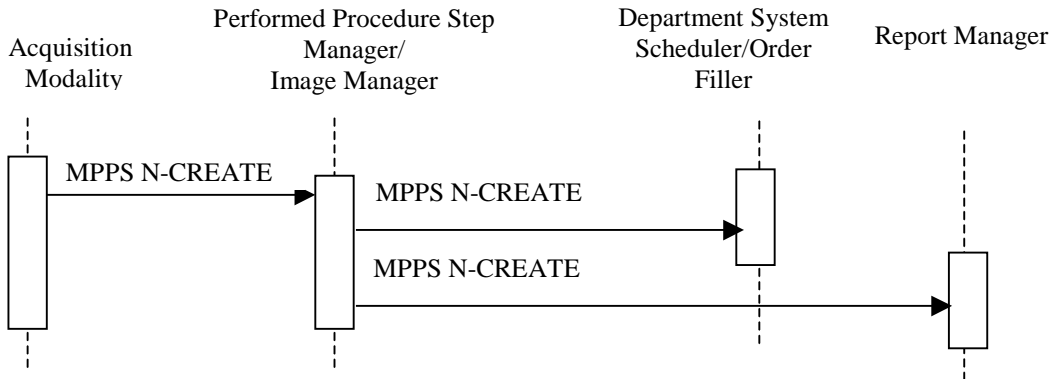 Acquisition
Modality
Performed Procedure Step
Manager/
Image Manager
Department System
Scheduler/Order
Filler
Report Manager
MPPS N-CREATE
MPPS N-CREATE
MPPS N-CREATE